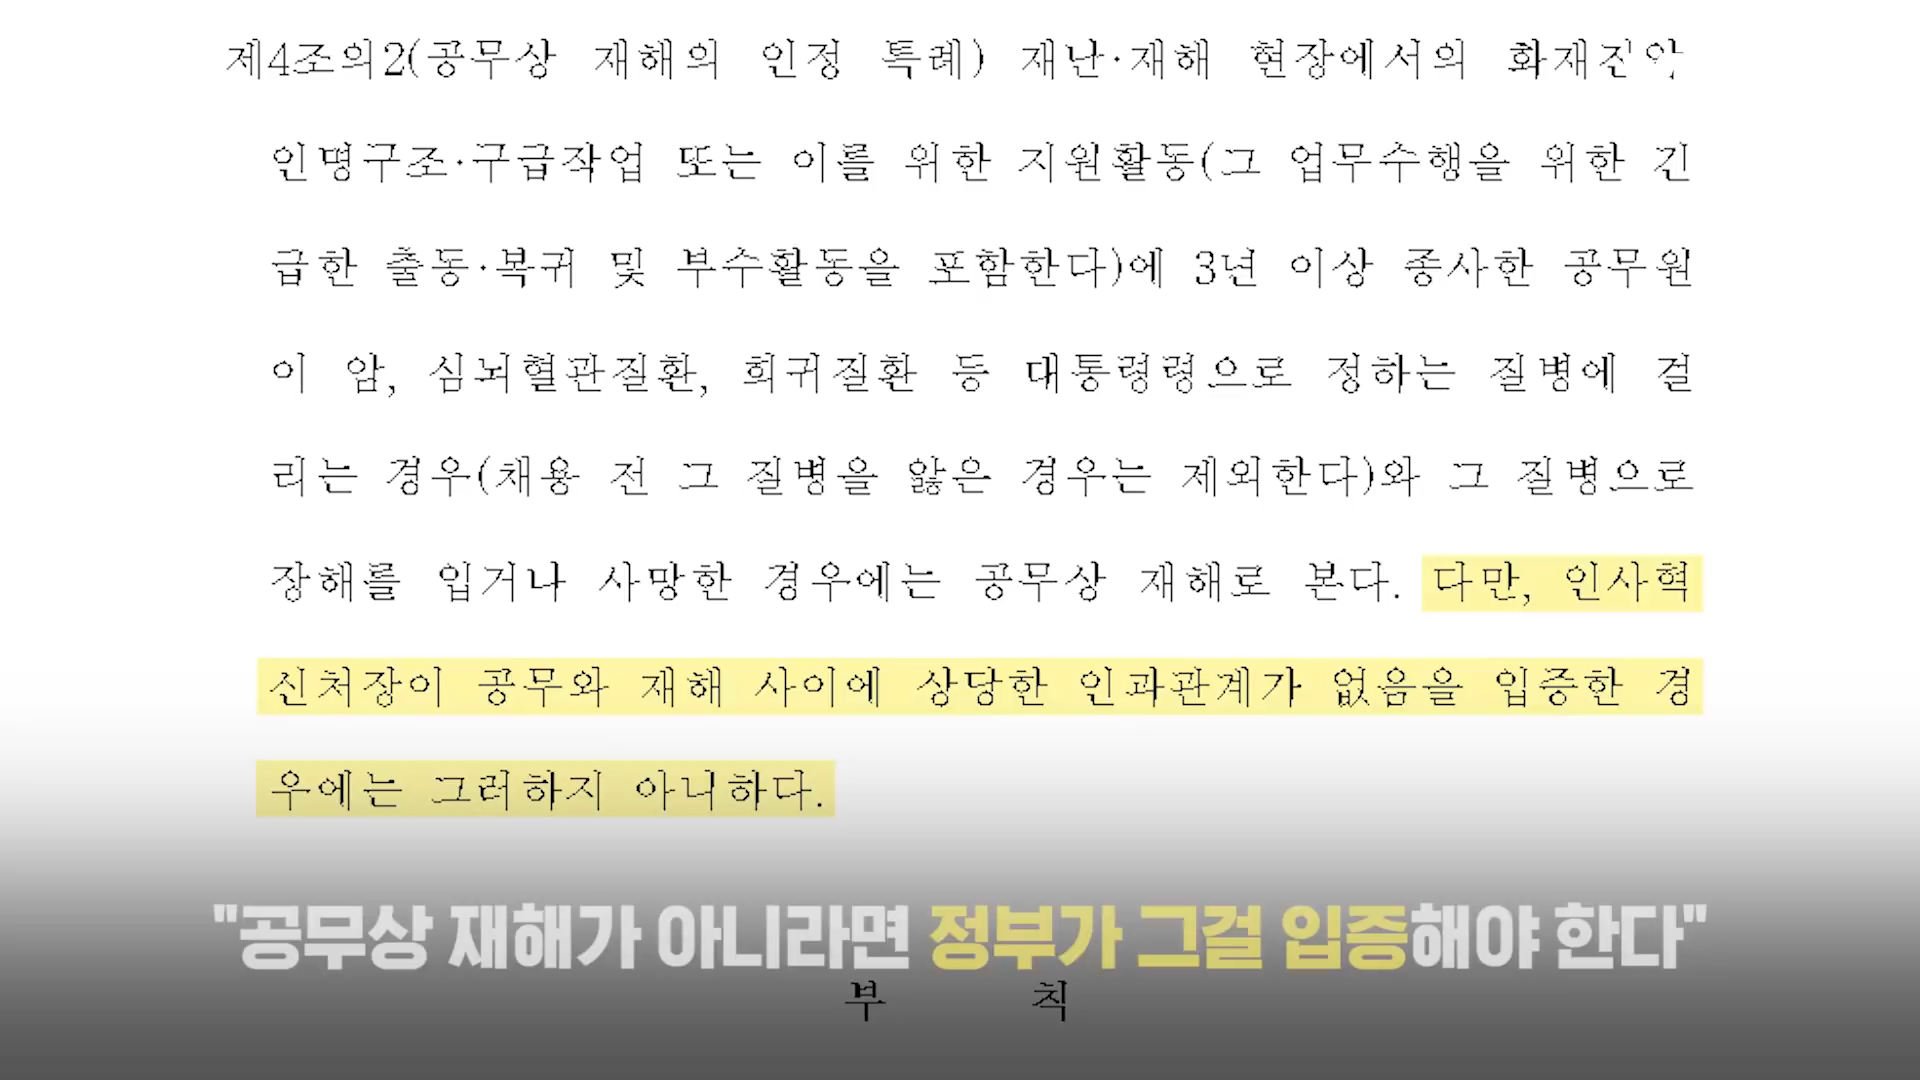 제4조의2(공무상 재해의 인정 특례) 재난·재해 현장에서의
인명구조·구급작업 또는 이를 위한 지원활동(그 업무수행을 위한 긴
급한 출동·복귀 및 부수활동을 포함한다)에 3년 이상 종사한 공무원
이 암, 심뇌혈관질환, 희귀질환 등 대통령령으로 정하는 질병에 걸
리는 경우(채용 전 그 질병을 앓은 경우는 제외한다)와 그 질병으로
장해를 입거나 사망한 경우에는 공무상 재해로 본다. 다만, 인사혁
신처장이 공무와 재해 사이에 상당한 인과관계가 없음을 입증한 경
우에는 그러하지 아니하다.
"공무상 재해가 아니라면 정부가 그걸 입증해야 한다"
부 칙